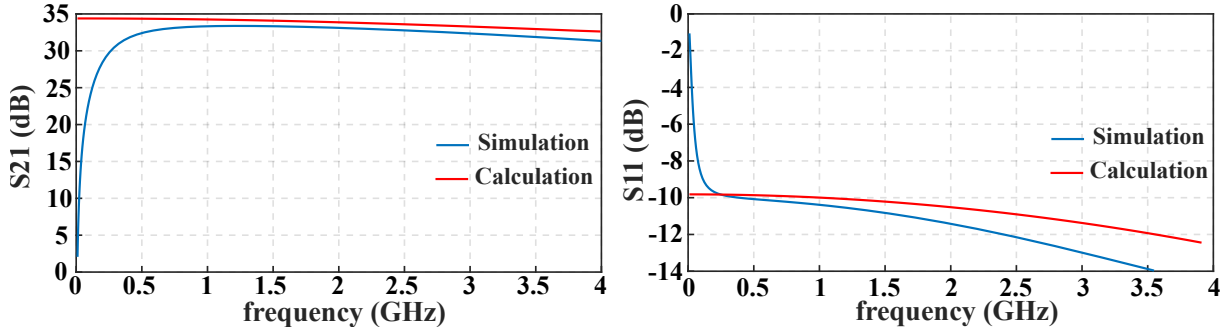 35
30
25
20
15
10
5
0
S21 (dB)
Simulation
Calculation
0 0.5 1 1.5 2 2.5 3 3.5 4
frequency (GHz)
0
-2
-4
-6
-8
-10
-12
-14
S11 (dB)
Simulation
Calculation
0 0.5 1 1.5 2 2.5 3 3.5 4
frequency (GHz)